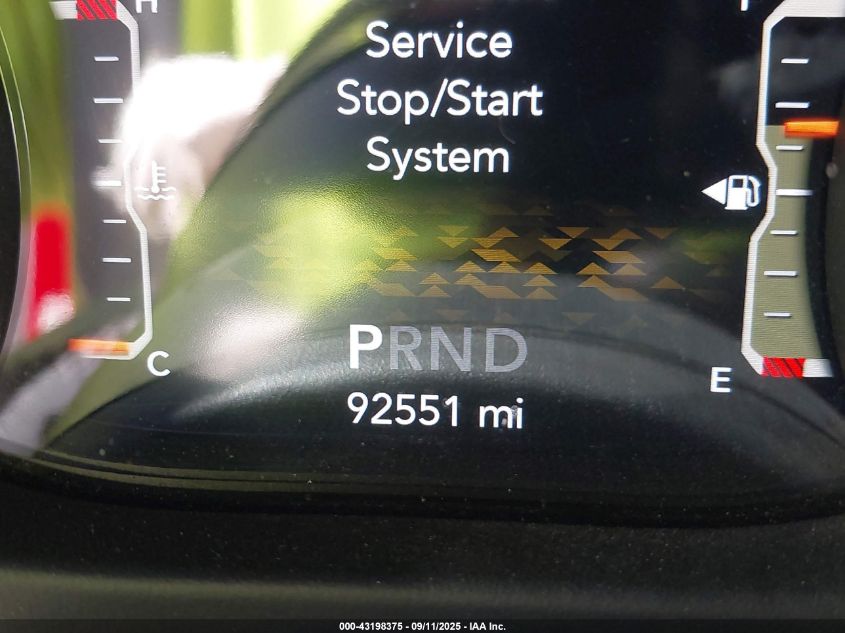 H
F
Service
Stop/Start
System
C
PRND
E
92551 mi
000-43198375 - 09/11/2025 - IAA Inc.